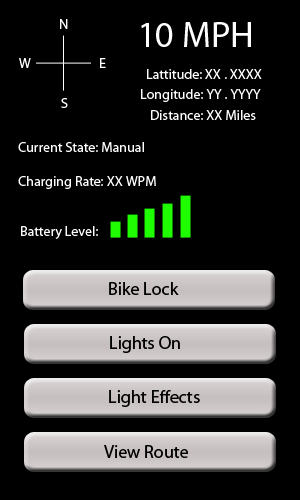 N
W E
S
10 MPH
Lattitude: XX . XXXX
Longitude: YY . YYYY
Distance: XX Miles
Current State: Manual
Charging Rate: XX WPM
Battery Level:
Bike Lock
Lights On
Light Effects
View Route